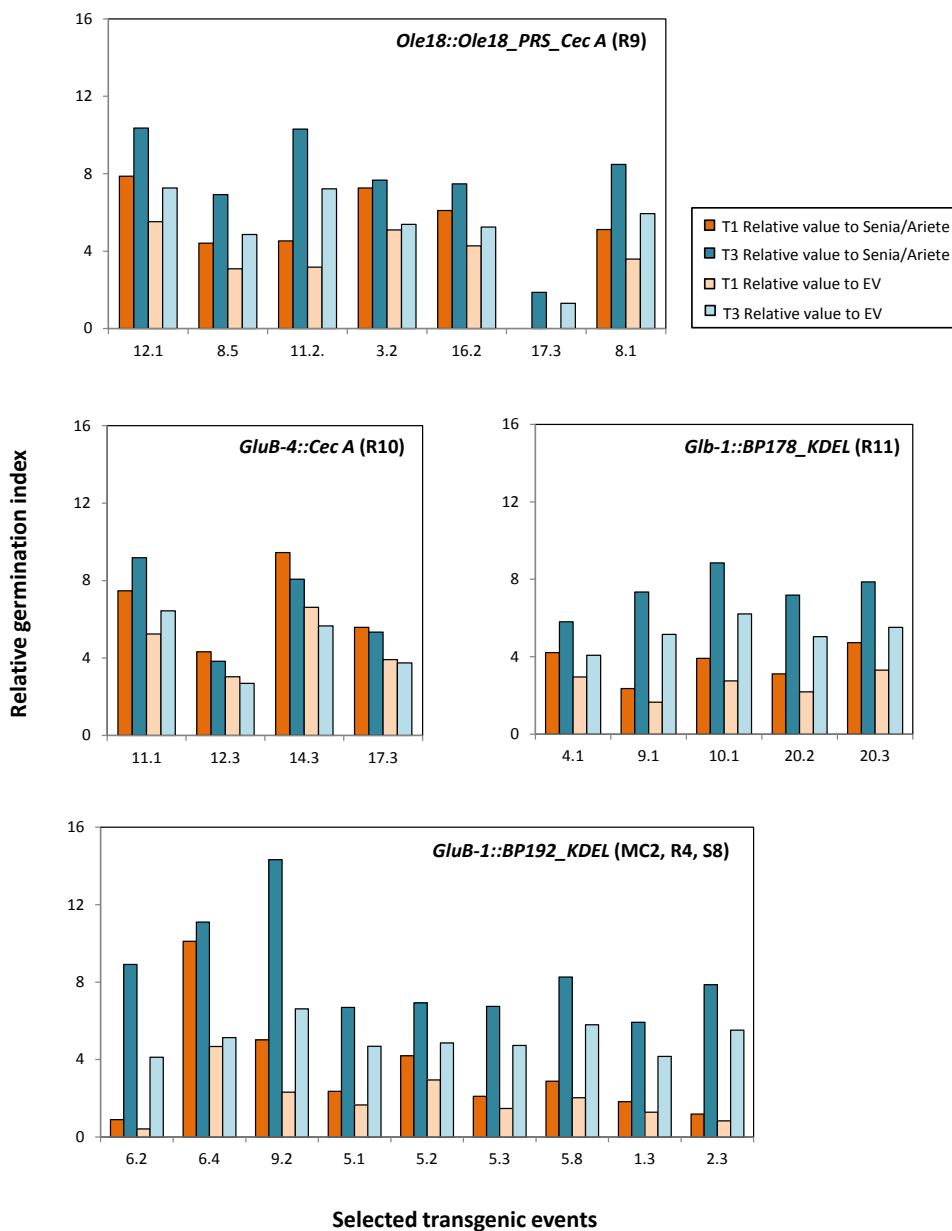 Ole18::Ole18_PRS_Cec A (R9)
16
12
8
4
0
12.1 8.5 11.2. 3.2 16.2 17.3 8.1
T1 Relative value to Senia/Ariete
T3 Relative value to Senia/Ariete
T1 Relative value to EV
T3 Relative value to EV
Relative germination index
GluB-4::Cec A (R10)
16
12
8
4
0
11.1 12.3 14.3 17.3
Glb-1::BP178_KDEL (R11)
16
12
8
4
0
4.1 9.1 10.1 20.2 20.3
GluB-1::BP192_KDEL (MC2, R4, S8)
16
12
8
4
0
6.2 6.4 9.2 5.1 5.2 5.3 5.8 1.3 2.3
Selected transgenic events